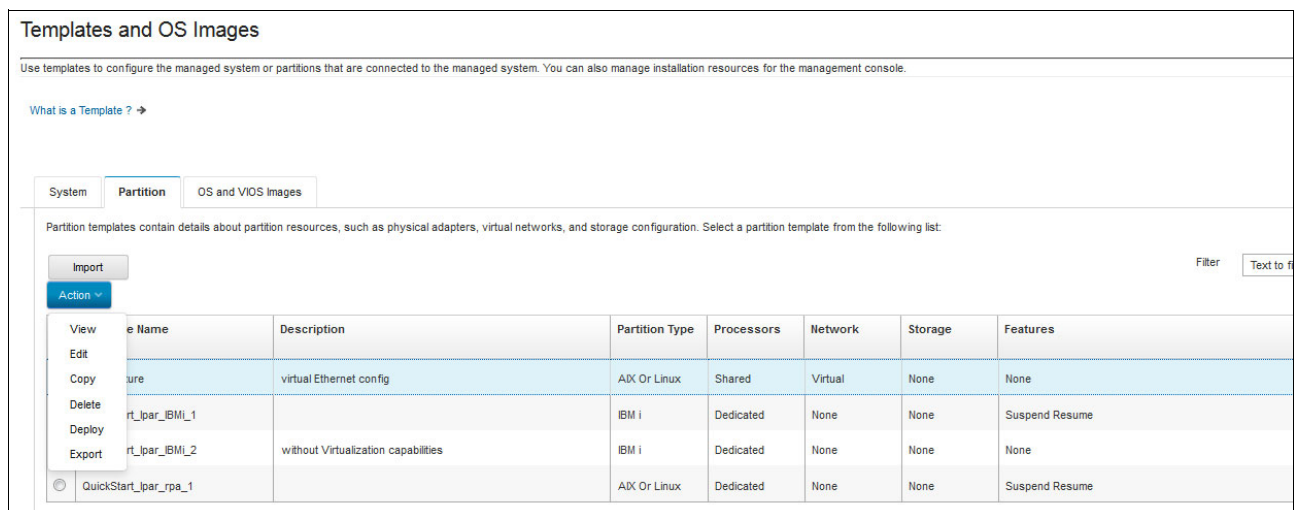 Templates and OS Images
Use templates to configure the managed system or partitions that are connected to the managed system. You can also manage installation resources for the management console.
What is a Template ? →
System Partition OS and VIOS Images
Partition templates contain details about partition resources, such as physical adapters, virtual networks, and storage configuration. Select a partition template from the following list:
Import
Filter Text to fi
Action
View
Edit
Copy
Delete
Deploy
Export
e Name Description Partition Type Processors Network Storage Features
ture virtual Ethernet config AIX Or Linux Shared Virtual None None
rt_lpar_IBMi_1 IBM i Dedicated None None Suspend Resume
rt_lpar_IBMi_2 without Virtualization capabilities IBM i Dedicated None None None
QuickStart_lpar_rpa_1 AIX Or Linux Dedicated None None Suspend Resume